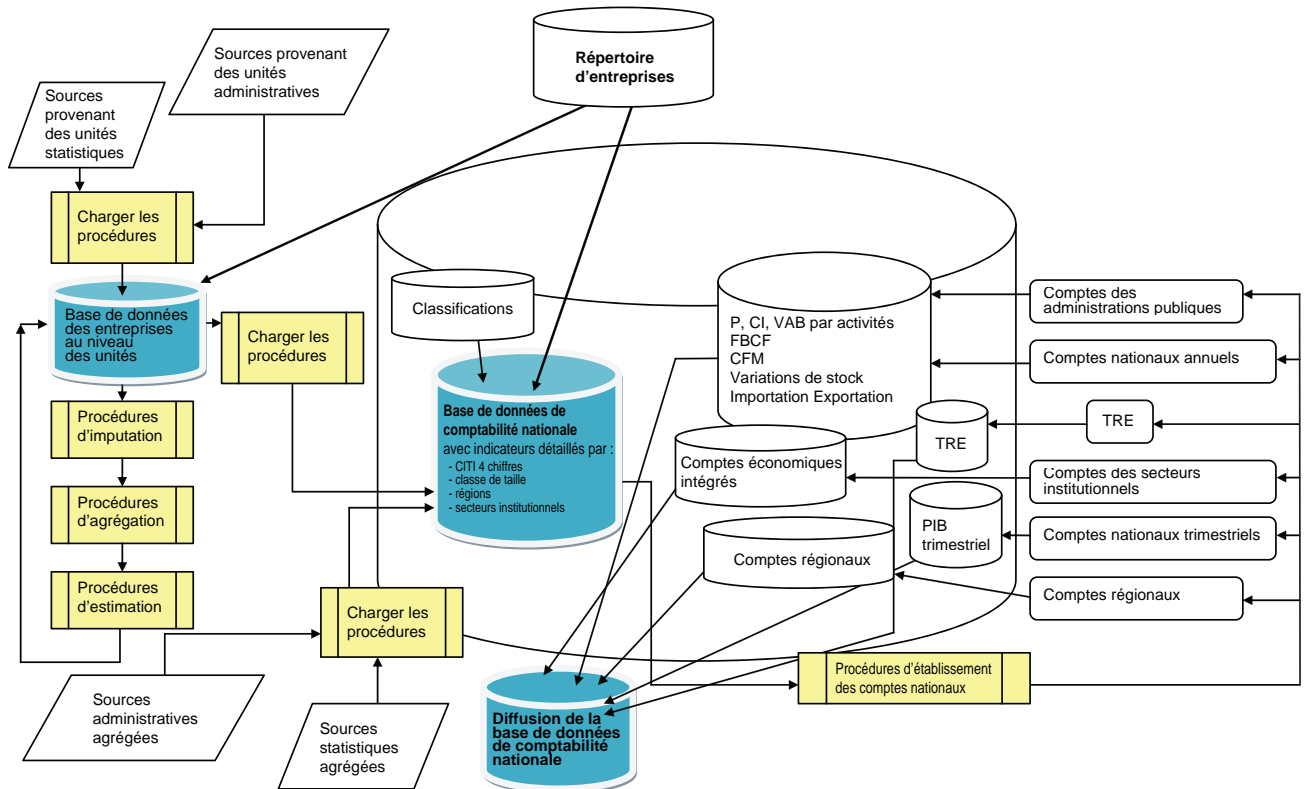 Sources provenant
des unités
administratives
Répertoire
d'entreprises
Sources
provenant
des unités
statistiques
Charger les
procédures
Base de données
des entreprises
au niveau
des unités
Charger les
procédures
Procédures
d'imputation
Procédures
d'agrégation
Procédures
d'estimation
Sources
administratives
agrégées
Sources
statistiques
agrégées
Charger les
procédures
Classifications
Base de données de
comptabilité nationale
avec indicateurs détaillés par :
- CITI 4 chiffres
- classe de taille
- régions
- secteurs institutionnels
P, CI, VAB par activités
FBCF
CFM
Variations de stock
Importation Exportation
TRE
Comptes économiques
intégrés
PIB
trimestriel
Comptes régionaux
Comptes des
administrations publiques
Comptes nationaux annuels
TRE
Comptes des secteurs
institutionnels
Comptes nationaux trimestriels
Comptes régionaux
Procédures d'établissement
des comptes nationaux
Diffusion de la
base de données
de comptabilité
nationale